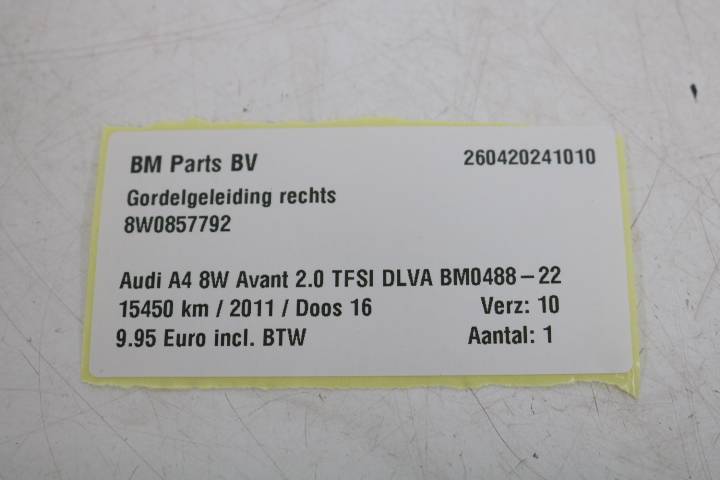 BM Parts BV 260420241010
Gordelgeleiding rechts
8W0857792
Audi A4 8W Avant 2.0 TFSI DLVA BM0488-22
15450 km / 2011 / Doos 16 Verz: 10
9.95 Euro incl. BTW Aantal: 1